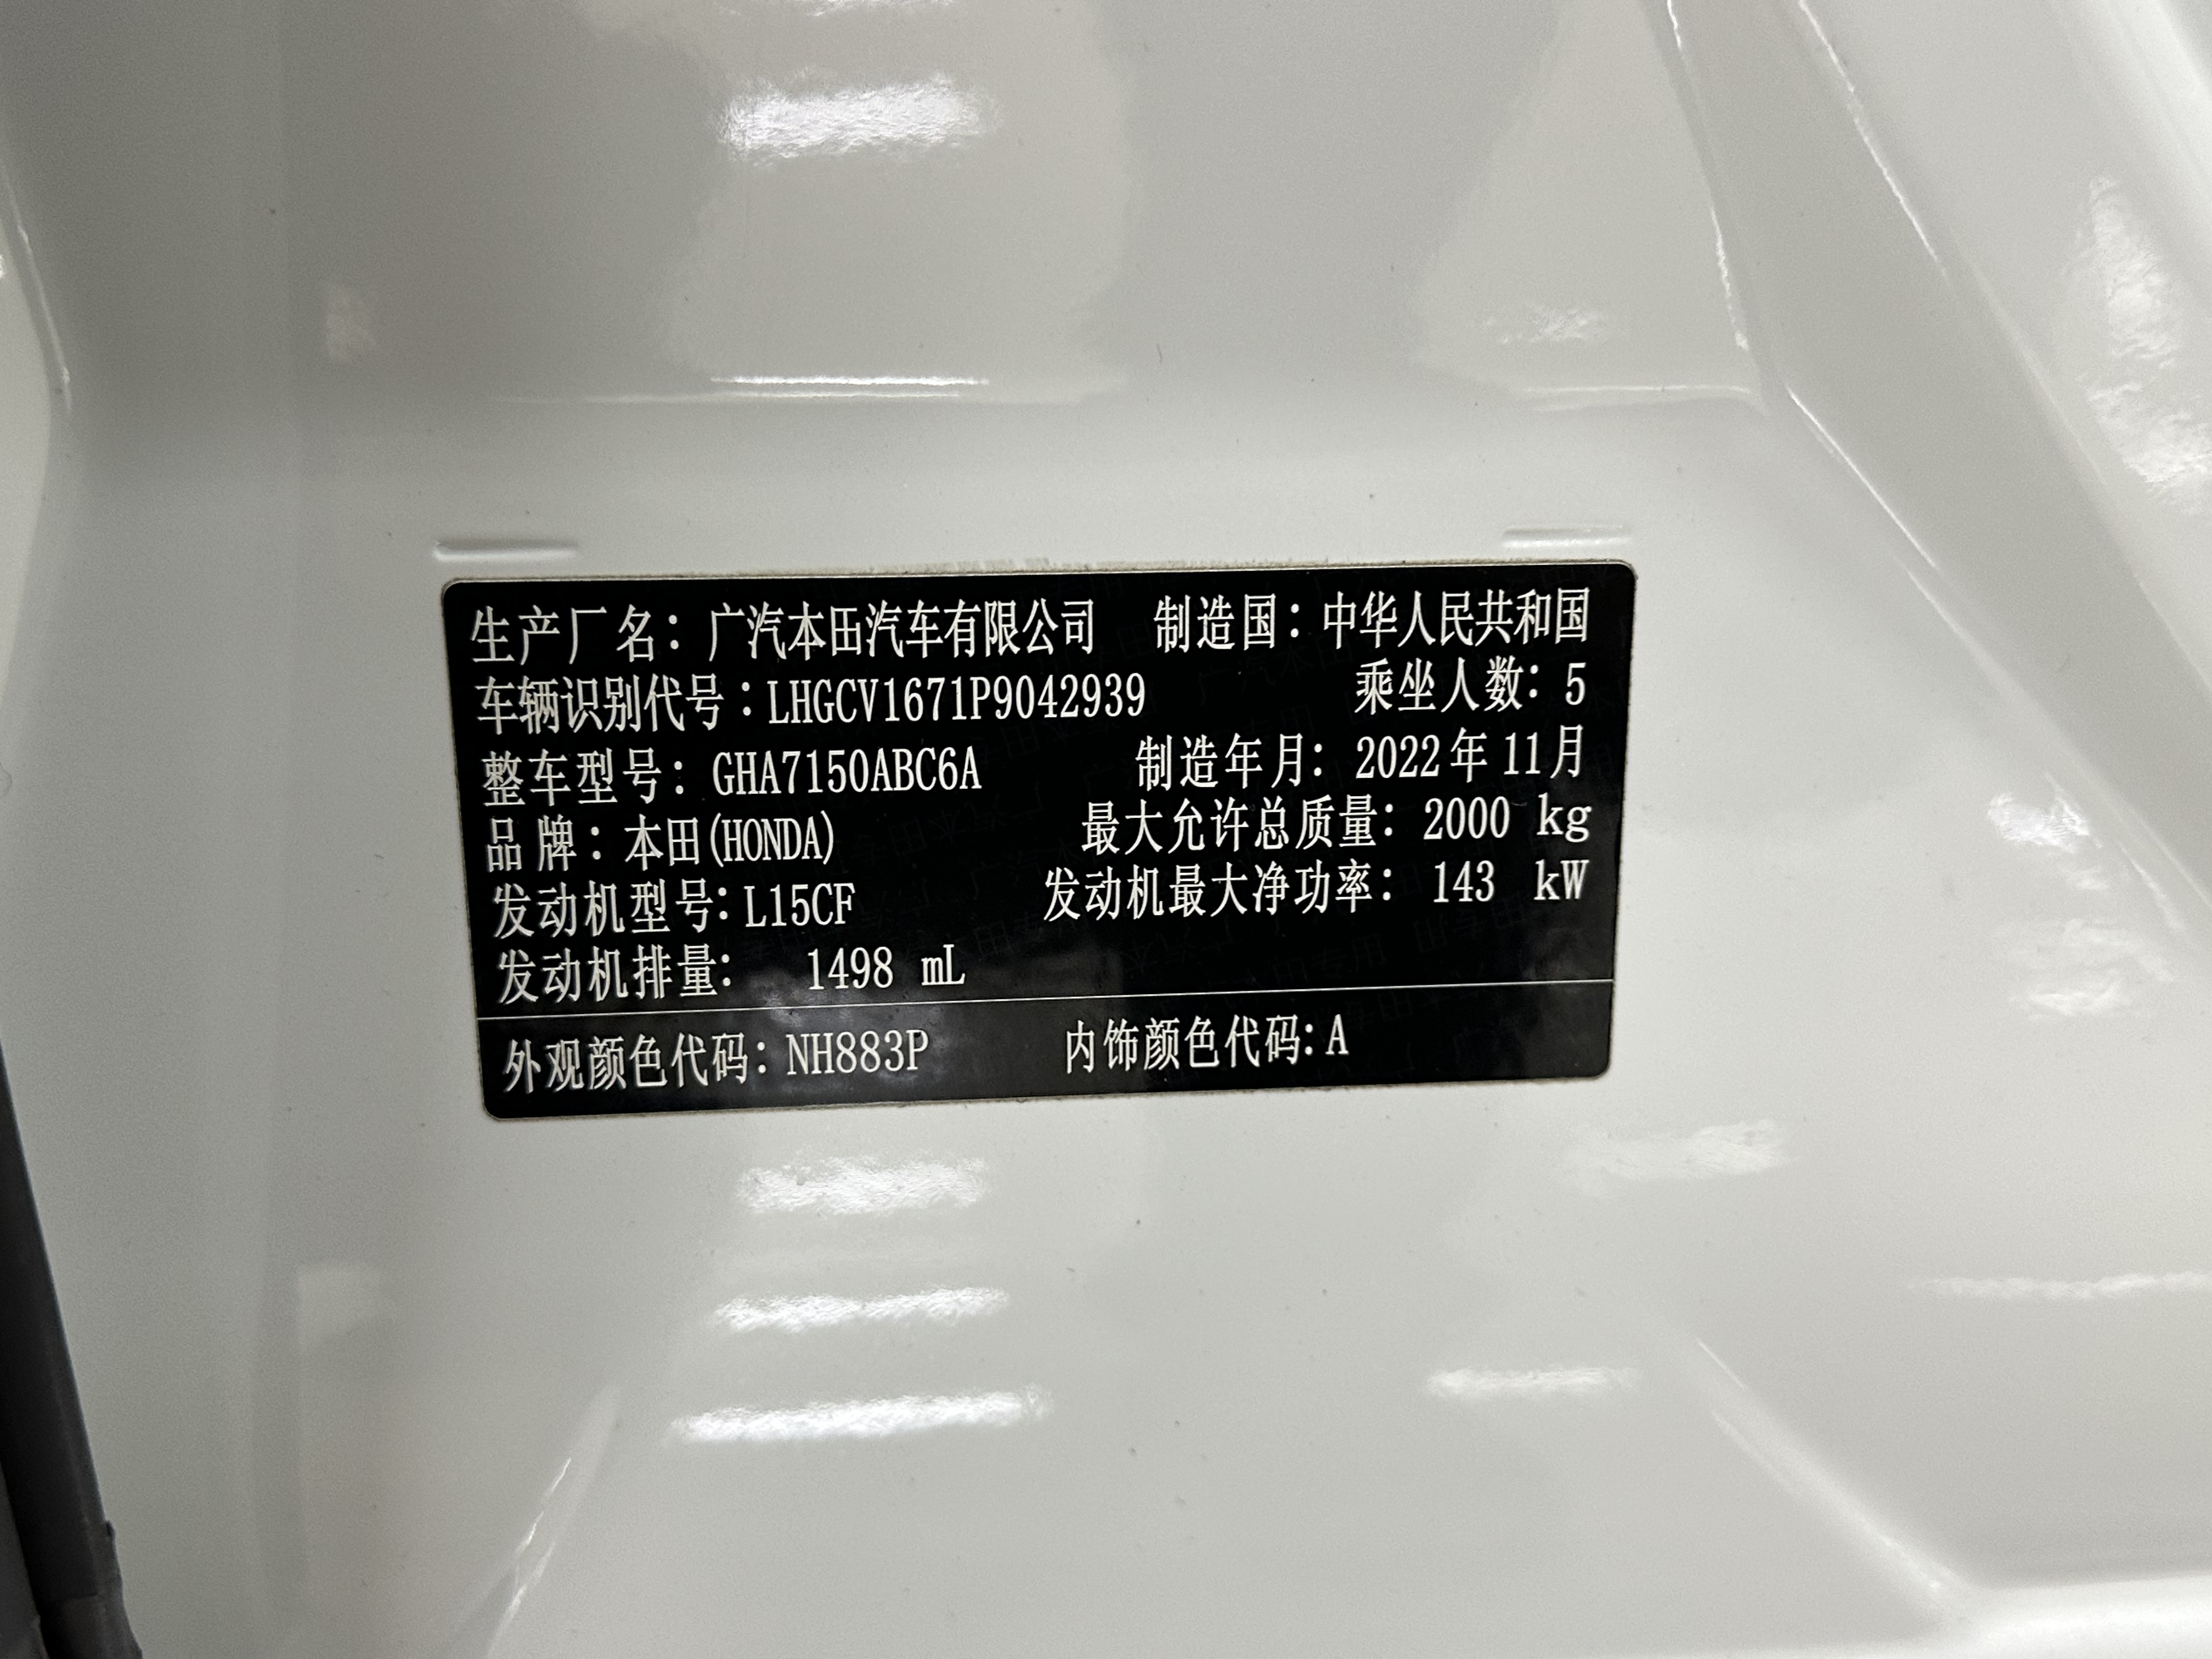 生产厂名：广汽本田汽车有限公司 制造国：中华人民共和国
车辆识别代号：LHGCV1671P9042939 乘坐人数：5
整车型号：GHA7150ABC6A 制造年月：2022年11月
品牌：本田(HONDA) 最大允许总质量：2000 kg
发动机型号：L15CF 发动机最大净功率：143 kW
发动机排量： 1498 mL
外观颜色代码：NH883P 内饰颜色代码：A